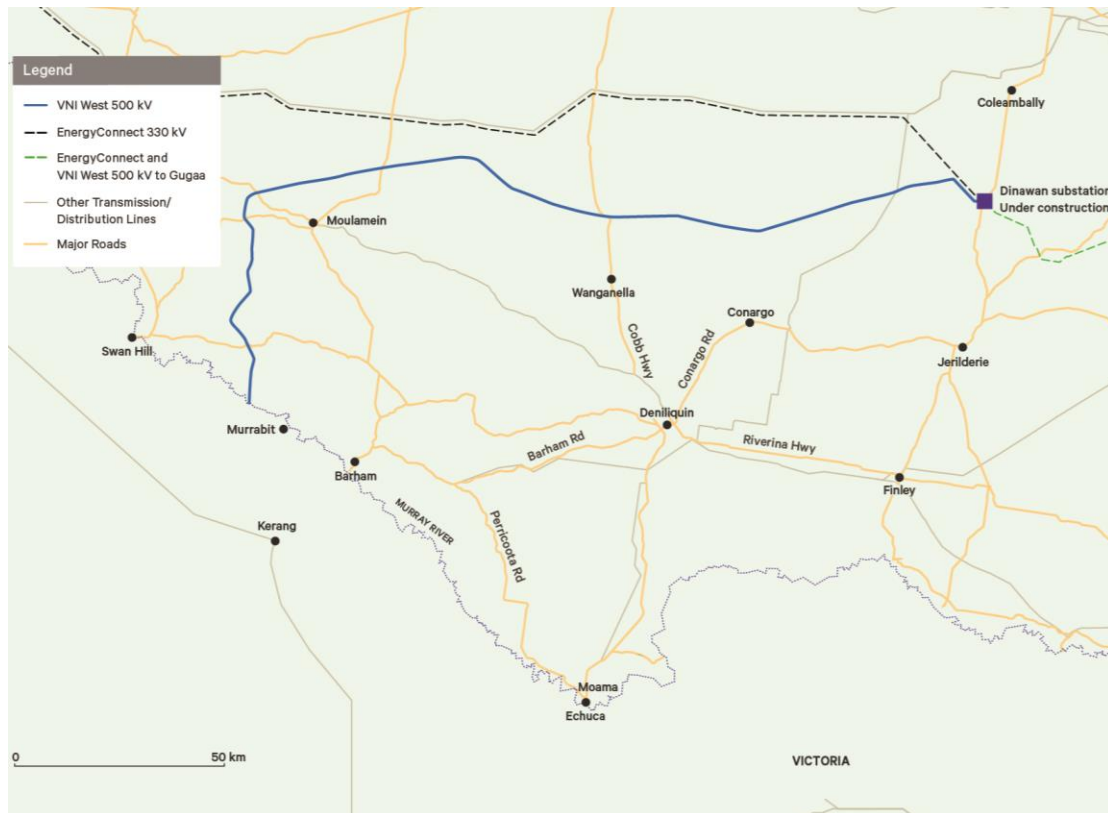 Legend
VNI West 500 kV
EnergyConnect 330 kV
EnergyConnect and
VNI West 500 kV to Gugaa
Other Transmission/
Distribution Lines
Major Roads
Coleambally
Dinawan substation
Under construction
Moulamein
Wanganella
Conargo
Swan Hill
Cobb Hwy
Conargo Rd
Jerilderie
Deniliquin
Murrabit
Barham Rd
Riverina Hwy
Barham
Finley
MURRAY RIVER
Kerang
Perricoota Rd
Moama
Echuca
0
50 km
VICTORIA